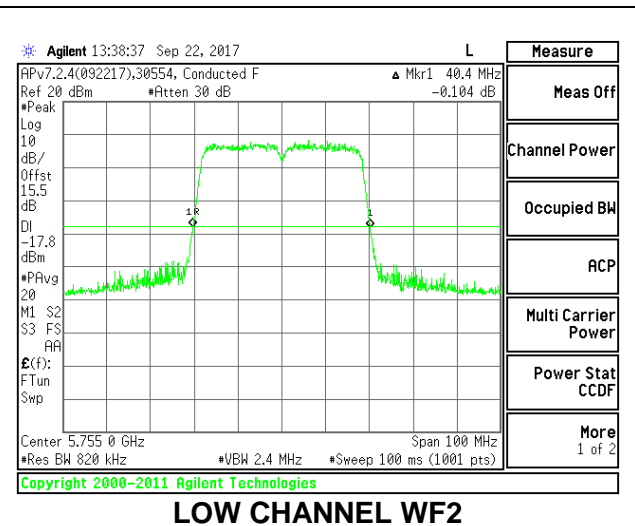 Agilent 13:38:37 Sep 22, 2017 L Measure
APv7.2.4(092217),30554, Conducted F ▲ Mkr1 40.4 MHz
Ref 20 dBm #Atten 30 dB -0.104 dB
Meas Off
#Peak
Log
10
dB/
Offst
15.5
dB
DI
-17.8
dBm
#PAvg
20
M1 S2
S3 FS
AA
£(f):
FTun
Swp
1R
1
Channel Power
Occupied BW
ACP
Multi Carrier
Power
Power Stat
CCDF
More
1 of 2
Center 5.755 0 GHz Span 100 MHz
#Res BW 820 kHz #VBW 2.4 MHz #Sweep 100 ms (1001 pts)
Copyright 2000-2011 Agilent Technologies
LOW CHANNEL WF2